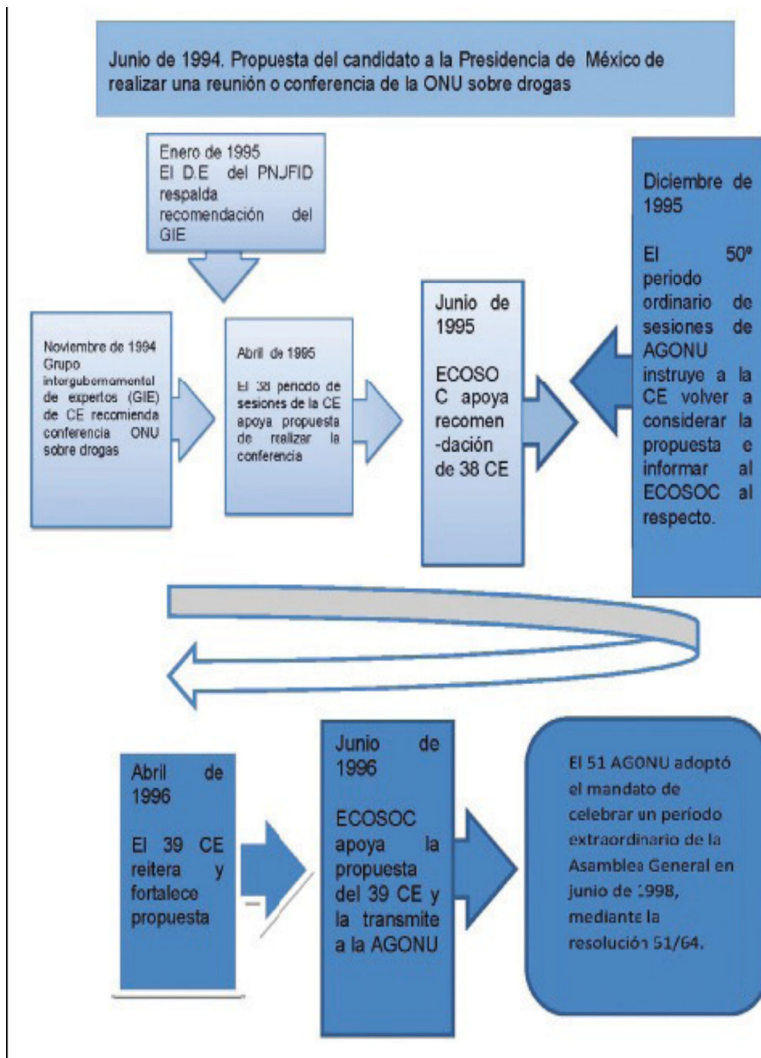 Junio de 1994. Propuesta del candidato a la Presidencia de México de
realizar una reunión o conferencia de la ONU sobre drogas
Enero de 1995
El D.E del PNUFID
respalda
recomendación del
GIE
Noviembre de 1994
Grupo
intergubernamental
de expertos (GIE)
de CE recomienda
conferencia ONU
sobre drogas
Abril de 1995
El 38 periodo de
sesiones de la CE
apoya propuesta
de realizar la
conferencia
Junio de
1995
ECOSO
C apoya
recomen
-dación
de 38 CE
Diciembre de
1995
El 50º
periodo
ordinario de
sesiones de
AGONU
instruye a la
CE volver a
considerar la
propuesta e
informar al
ECOSOC al
respecto.
Abril de
1996
El 39 CE
reitera y
fortalece
propuesta
Junio de
1996
ECOSOC
apoya la
propuesta
del 39 CE y
la transmite
a la AGONU
El 51 AGONU adoptó
el mandato de
celebrar un período
extraordinario de la
Asamblea General en
junio de 1998,
mediante la
resolución 51/64.